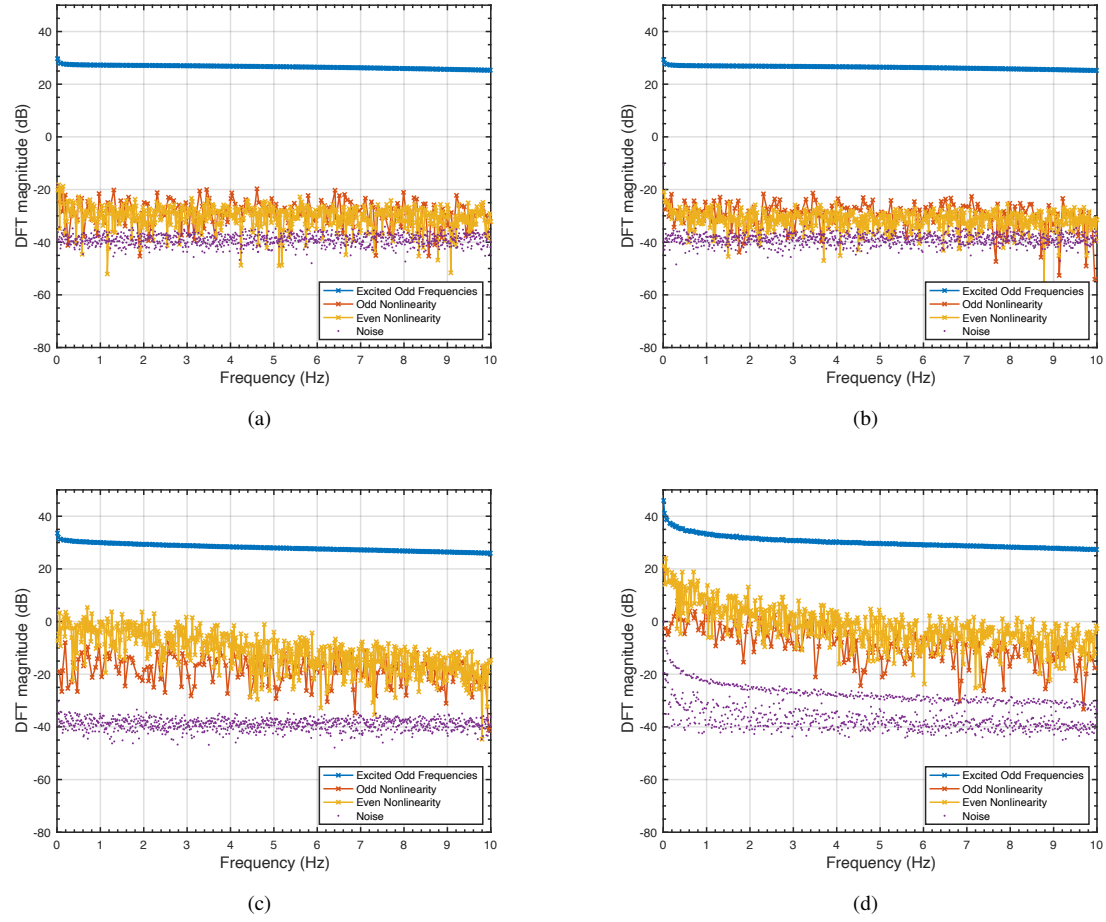 40
20
0
-20
-40
-60
-80
DFT magnitude (dB)
0 1 2 3 4 5 6 7 8 9 10
Frequency (Hz)
Excited Odd Frequencies
Odd Nonlinearity
Even Nonlinearity
Noise
(a)
40
20
0
-20
-40
-60
-80
DFT magnitude (dB)
0 1 2 3 4 5 6 7 8 9 10
Frequency (Hz)
Excited Odd Frequencies
Odd Nonlinearity
Even Nonlinearity
Noise
(b)
40
20
0
-20
-40
-60
-80
DFT magnitude (dB)
0 1 2 3 4 5 6 7 8 9 10
Frequency (Hz)
Excited Odd Frequencies
Odd Nonlinearity
Even Nonlinearity
Noise
(c)
40
20
0
-20
-40
-60
-80
DFT magnitude (dB)
0 1 2 3 4 5 6 7 8 9 10
Frequency (Hz)
Excited Odd Frequencies
Odd Nonlinearity
Even Nonlinearity
Noise
(d)